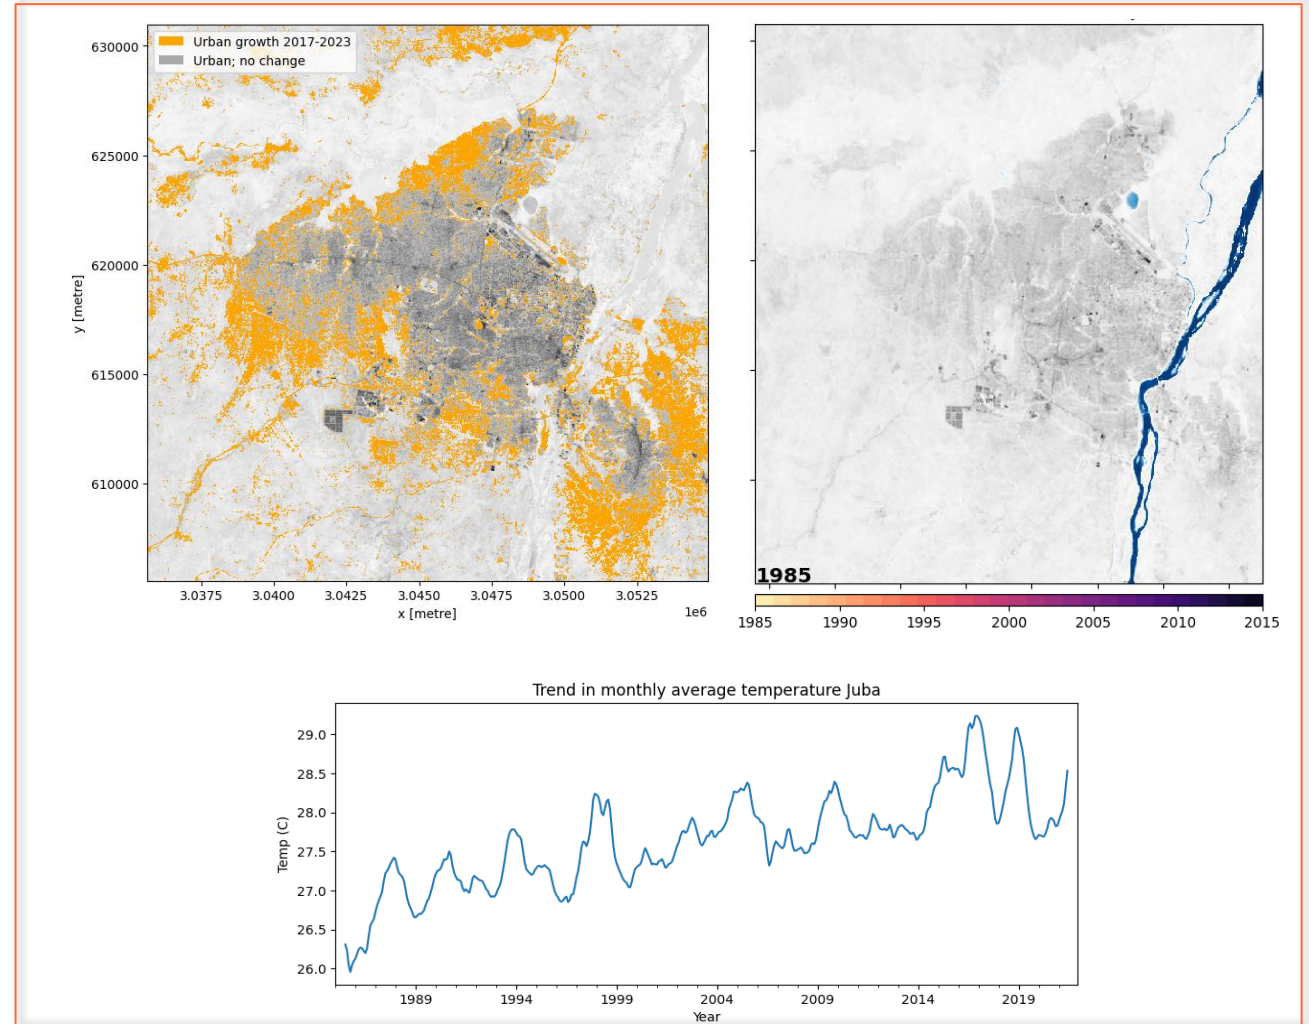 Urban growth 2017-2023
Urban; no change
630000
625000
620000
615000
610000
y [metre]
3.0375 3.0400 3.0425 3.0450 3.0475 3.0500 3.0525
1e6
x [metre]
1985
1985 1990 1995 2000 2005 2010 2015
Trend in monthly average temperature Juba
29.0
28.5
28.0
27.5
27.0
26.5
26.0
Temp (C)
1989 1994 1999 2004 2009 2014 2019
Year